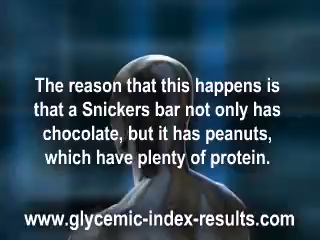 The reason that this happens is
that a Snickers bar not only has
chocolate, but it has peanuts,
which have plenty of protein.
www.glycemic-index-results.com